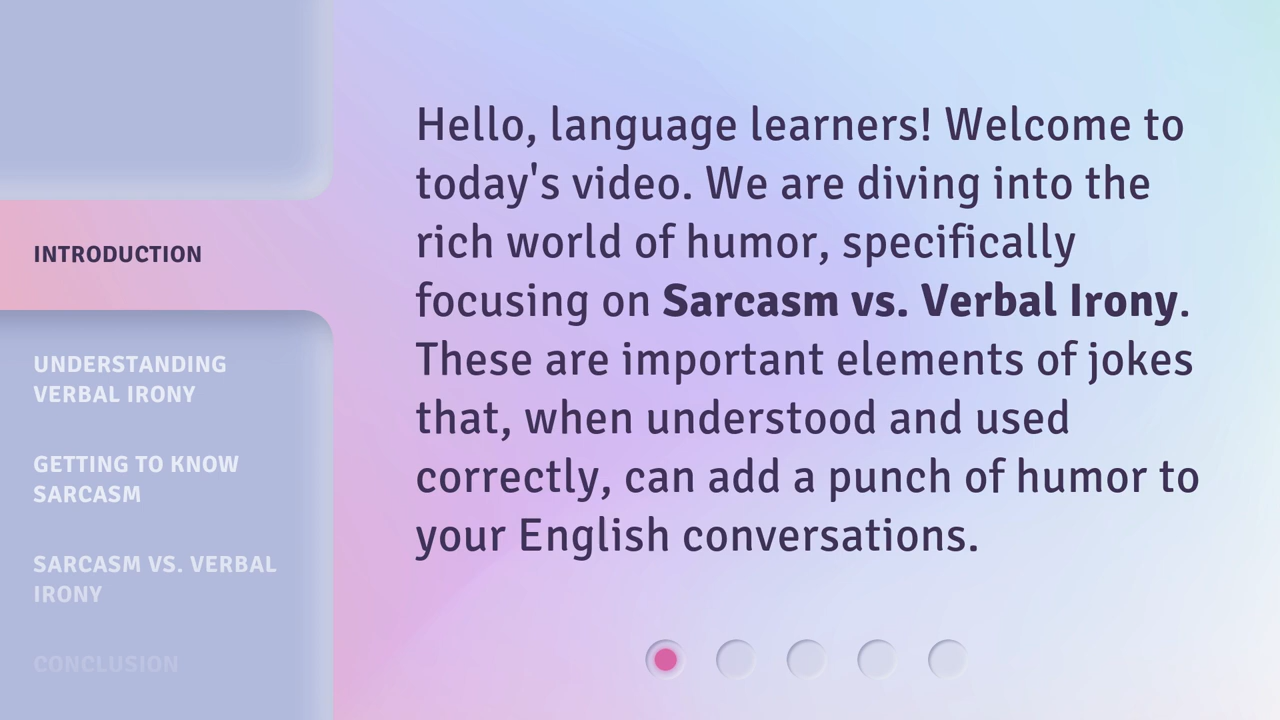 INTRODUCTION
UNDERSTANDING
VERBAL IRONY
GETTING TO KNOW
SARCASM
SARCASM VS. VERBAL
IRONY
CONCLUSION
Hello, language learners! Welcome to
today's video. We are diving into the
rich world of humor, specifically
focusing on Sarcasm vs. Verbal Irony.
These are important elements of jokes
that, when understood and used
correctly, can add a punch of humor to
your English conversations.